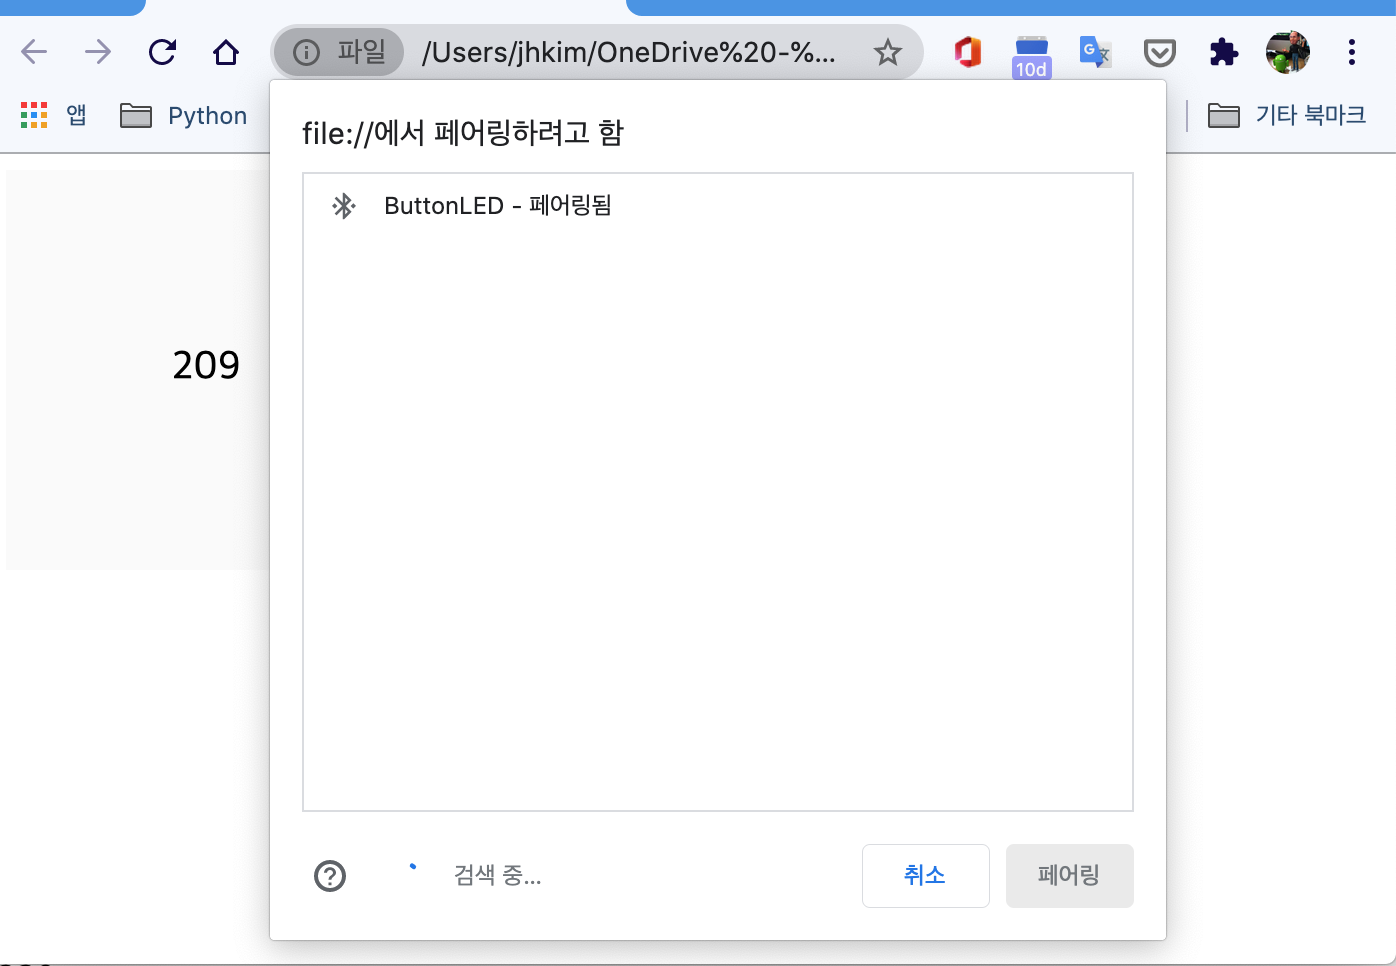 파일 /Users/jhkim/OneDrive%20-%...
10d
앱 Python 기타 북마크
file://에서 페어링하려고 함
ButtonLED - 페어링됨
209
검색 중...
취소 페어링